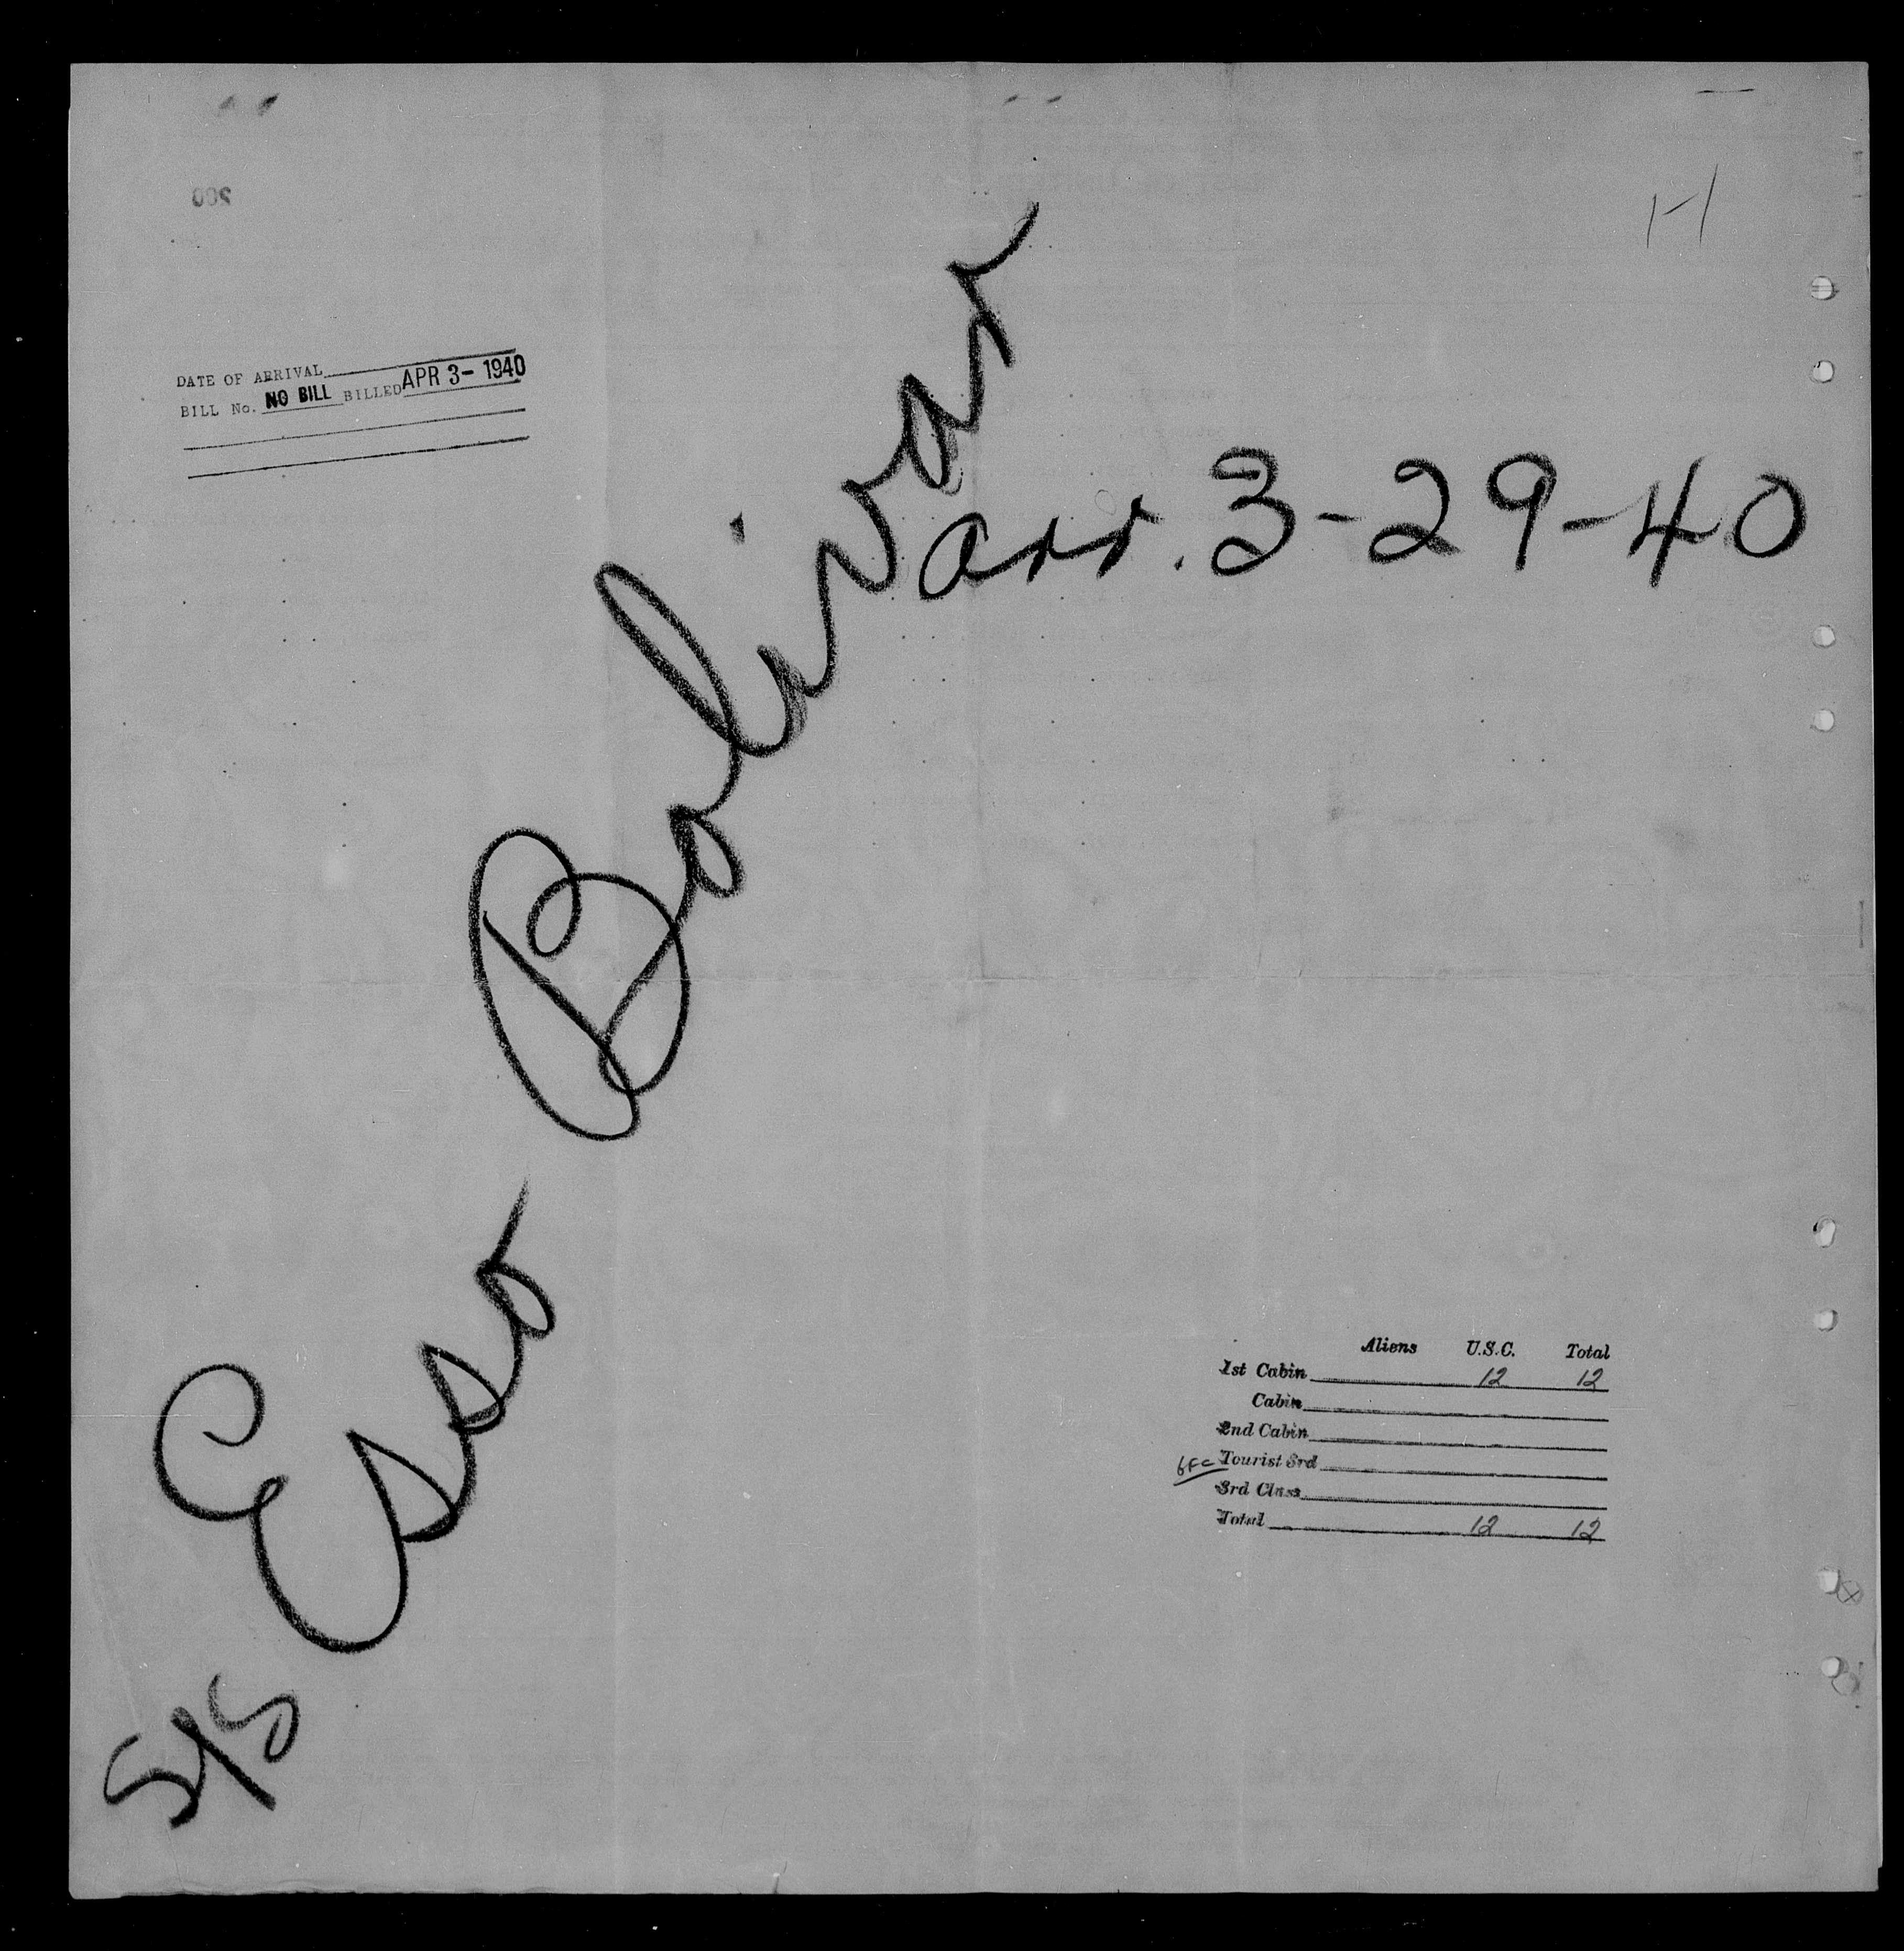 H
DATE OF ARRIVAL
BILL No. NO BILL BILLED APR 3- 1940
S/S Esso Bolivar
arr. 3-29-40
Aliens U.S.C. Total
1st Cabin 12 12
Cabin
2nd Cabin
Tourist 3rd
3rd Class
Total 12 12